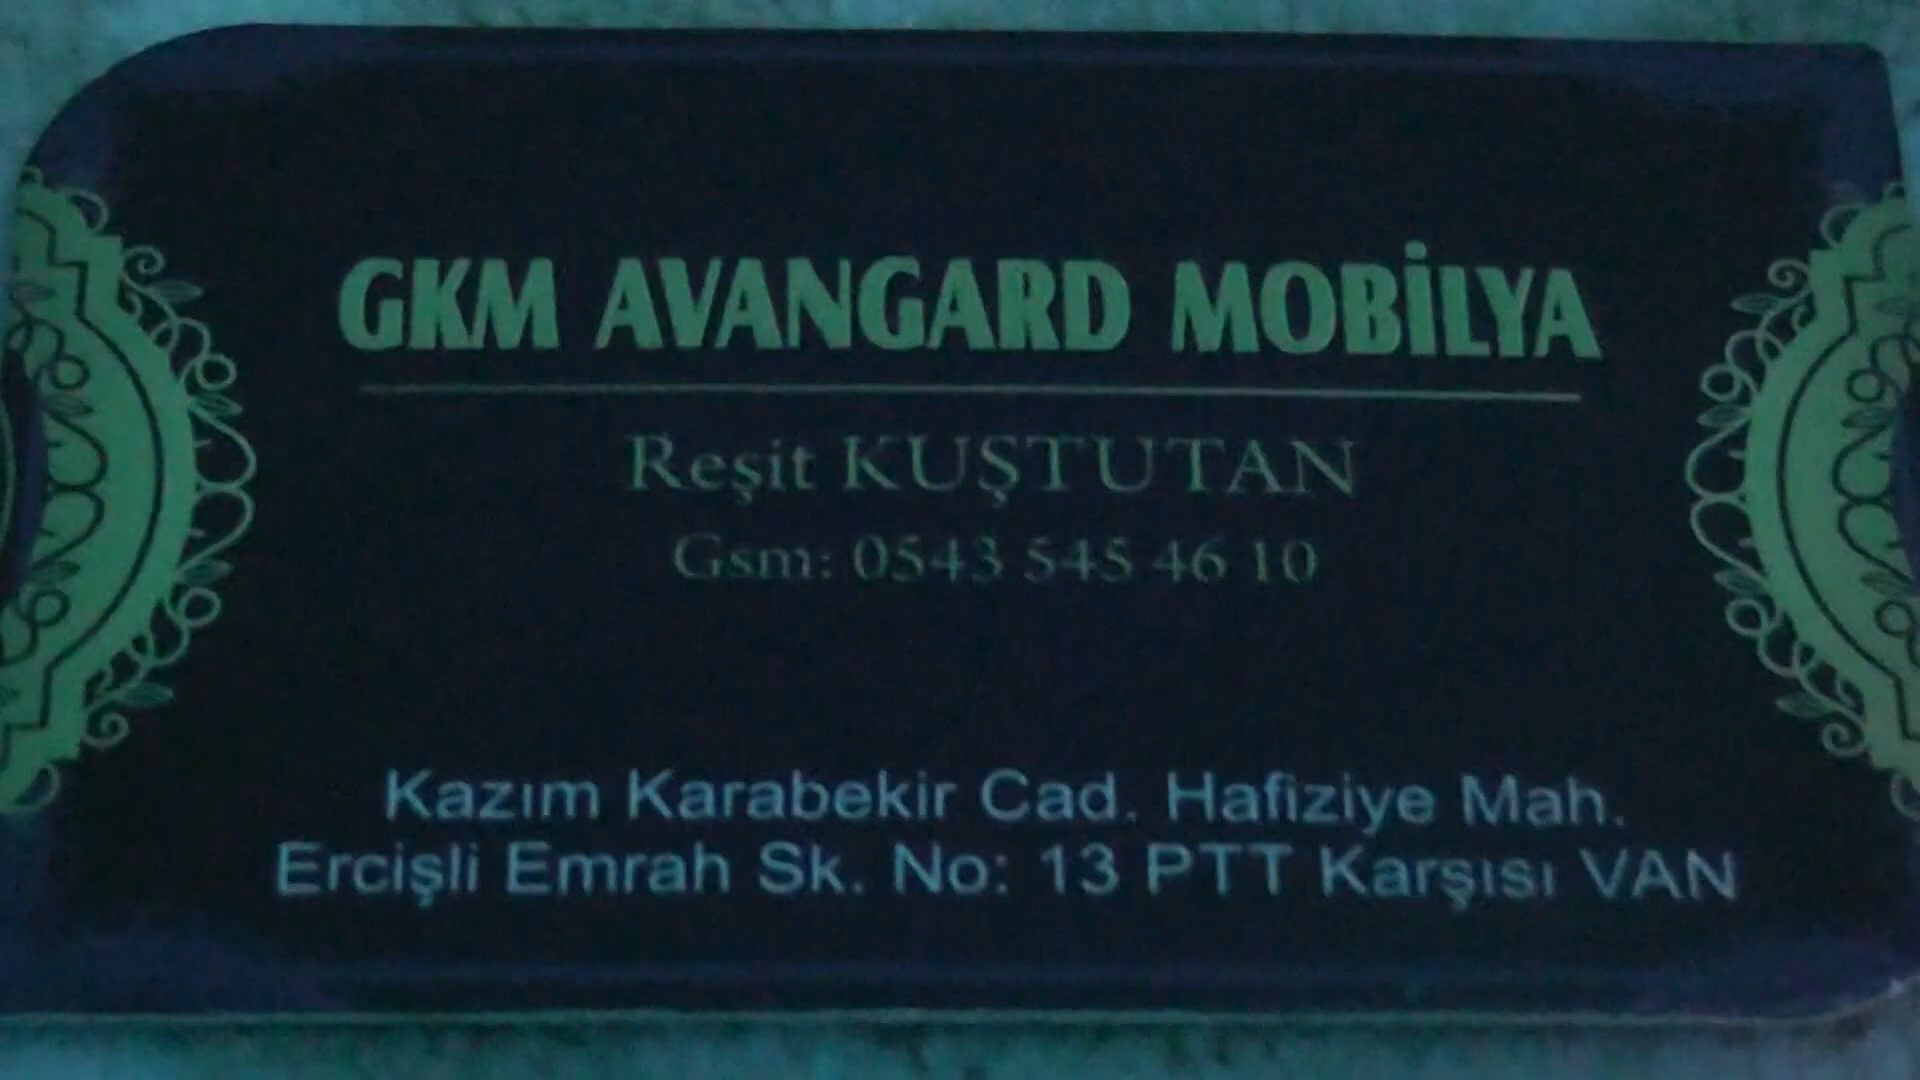 GKM AVANGARD MOBİLYA
Reşit KUŞTUTAN
Gsm: 0543 545 46 10
Kazım Karabekir Cad. Hafiziye Mah.
Ercişli Emrah Sk. No: 13 PTT Karşısı VAN